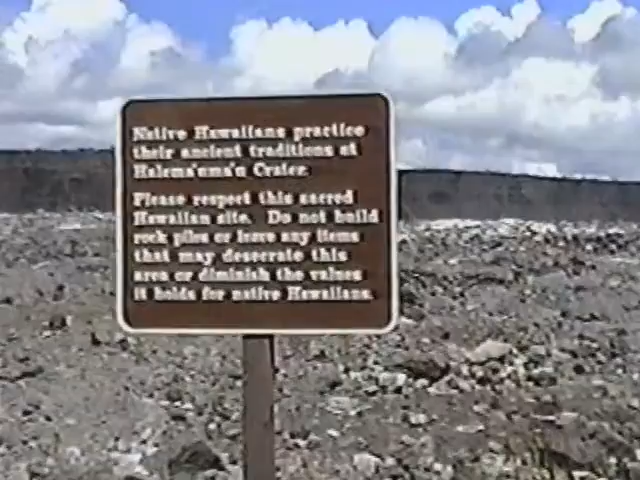 Native Hawaiians practice
their ancient traditions at
Halema'uma'u Crater.
Please respect this sacred
Hawaiian site. Do not build
rock piles or leave any items
that may desecrate this
area or diminish the values
it holds for native Hawaiians.